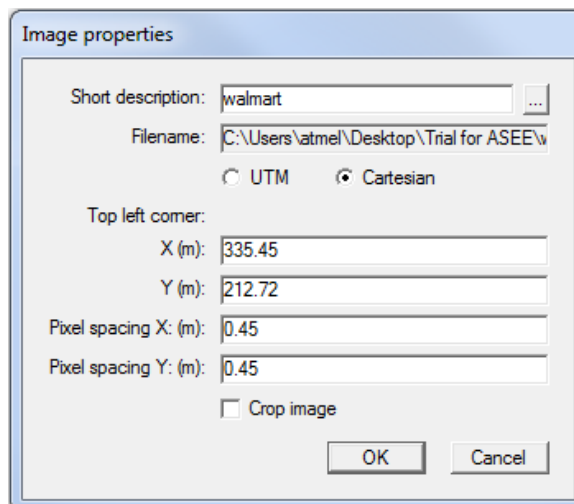 Image properties
Short description: walmart ...
Filename: C:\Users\atmel\Desktop\Trial for ASEE\
UTM Cartesian
Top left corner:
X (m): 335.45
Y (m): 212.72
Pixel spacing X: (m): 0.45
Pixel spacing Y: (m): 0.45
Crop image
OK Cancel